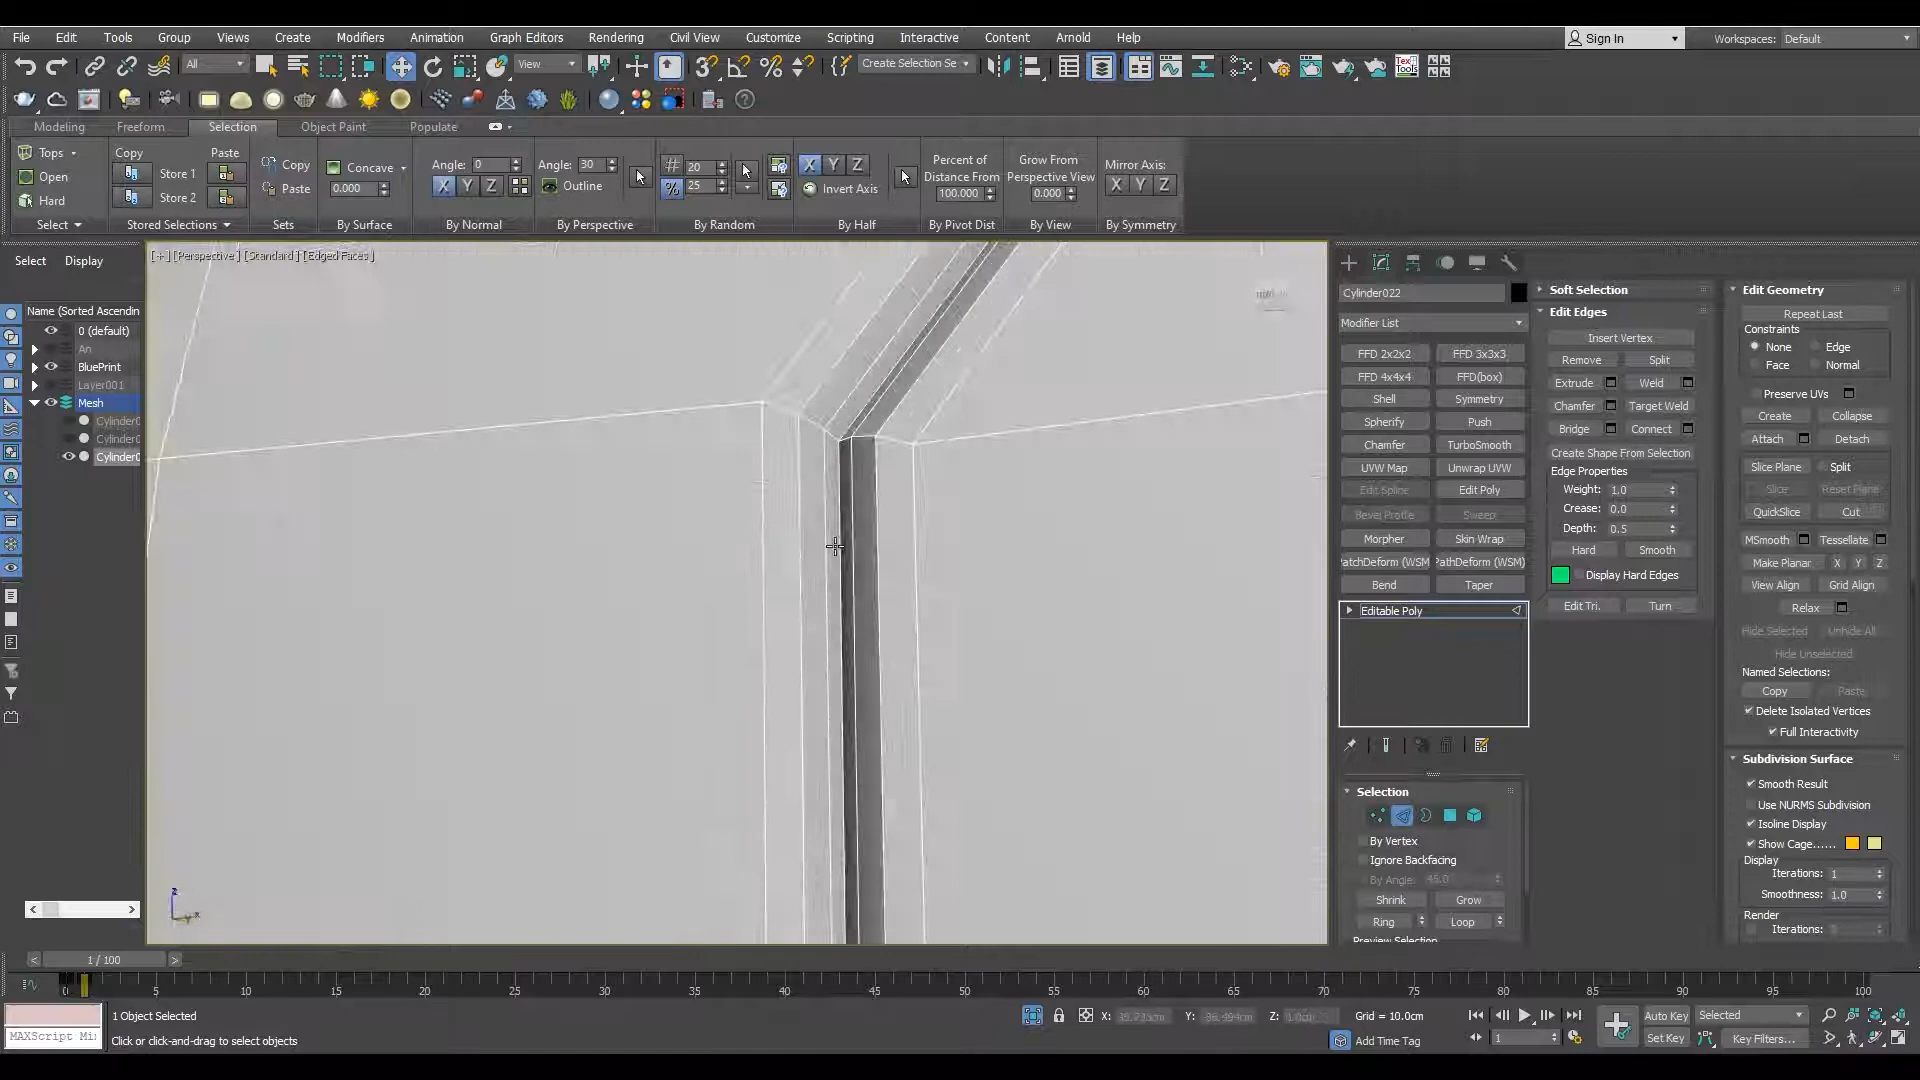 File Edit Tools Group Views Create Modifiers Animation Graph Editors Rendering Civil View Customize Scripting Interactive Content Arnold Help Sign In Workspaces: Default
All View Create Selection Se
Modeling Freeform Selection Object Paint Populate
Tops Copy Paste Concave Angle: 0 Angle: 30 20 X Y Z Percent of Grow From Mirror Axis:
Open Store 1 Copy 0.000 X Y Z Outline 25 Invert Axis Distance From Perspective View X Y Z
Hard Store 2 Paste 100.000 0.000
Select Stored Selections Sets By Surface By Normal By Perspective By Random By Half By Pivot Dist By View By Symmetry
Select Display
Name (Sorted Ascendin
0 (default)
An
BluePrint
Layer001
Mesh
Cylinder0
Cylinder0
Cylinder0
[+] [Perspective] [Standard] [Edged Faces]
Cylinder022
Modifier List
FFD 2x2x2 FFD 3x3x3
FFD 4x4x4 FFD(box)
Shell Symmetry
Spherify Push
Chamfer TurboSmooth
UVW Map Unwrap UVW
Edit Spline Edit Poly
Bevel Profile Sweep
Morpher Skin Wrap
PatchDeform (WSM) PathDeform (WSM)
Bend Taper
Editable Poly
Selection
By Vertex
Ignore Backfacing
By Angle: 45.0
Shrink Grow
Ring Loop
Preview Selection
Soft Selection
Edit Edges
Insert Vertex
Remove Split
Extrude Weld
Chamfer Target Weld
Bridge Connect
Create Shape From Selection
Edge Properties
Weight: 1.0
Crease: 0.0
Depth: 0.5
Hard Smooth
Display Hard Edges
Edit Tri. Turn
Edit Geometry
Repeat Last
Constraints
None Edge
Face Normal
Preserve UVs
Create Collapse
Attach Detach
Slice Plane Split
Slice Reset Plane
QuickSlice Cut
MSmooth Tessellate
Make Planar X Y Z
View Align Grid Align
Relax
Hide Selected Unhide All
Hide Unselected
Named Selections:
Copy Paste
Delete Isolated Vertices
Full Interactivity
Subdivision Surface
Smooth Result
Use NURMS Subdivision
Isoline Display
Show Cage......
Display
Iterations: 1
Smoothness: 1.0
Render
Iterations:
1 / 100
5 10 15 20 25 30 35 40 45 50 55 60 65 70 75 80 85 90 95 100
1 Object Selected X: Y: Z: Grid = 10.0cm Auto Key Selected
MAXScript Mi Click or click-and-drag to select objects Add Time Tag 1 Set Key Key Filters...